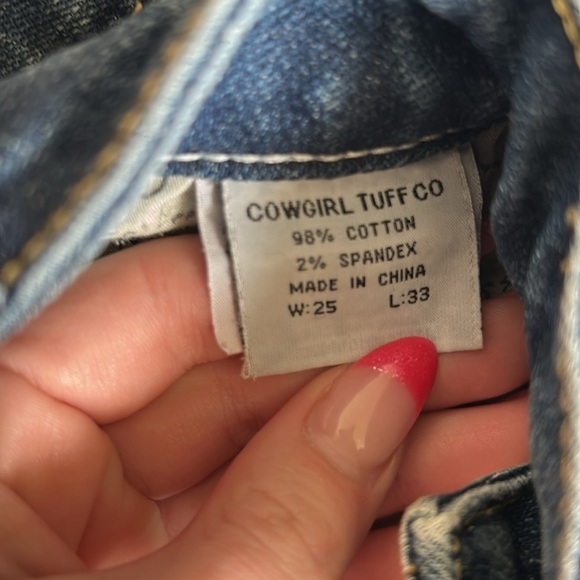 COWGIRL TUFF CO
98% COTTON
2% SPANDEX
MADE IN CHINA
W:25 L:33